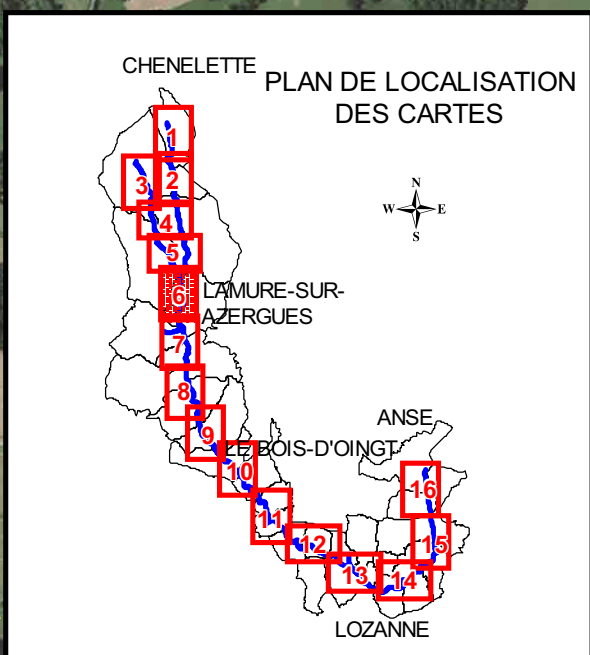 CHENELETTE
PLAN DE LOCALISATION
DES CARTES
1
N
W E
S
3 2
4
5
6
LAMURE-SUR-
AZERGUES
7
8
ANSE
9
LE BOIS-D'OINGT
10
16
11
12
15
13
14
LOZANNE